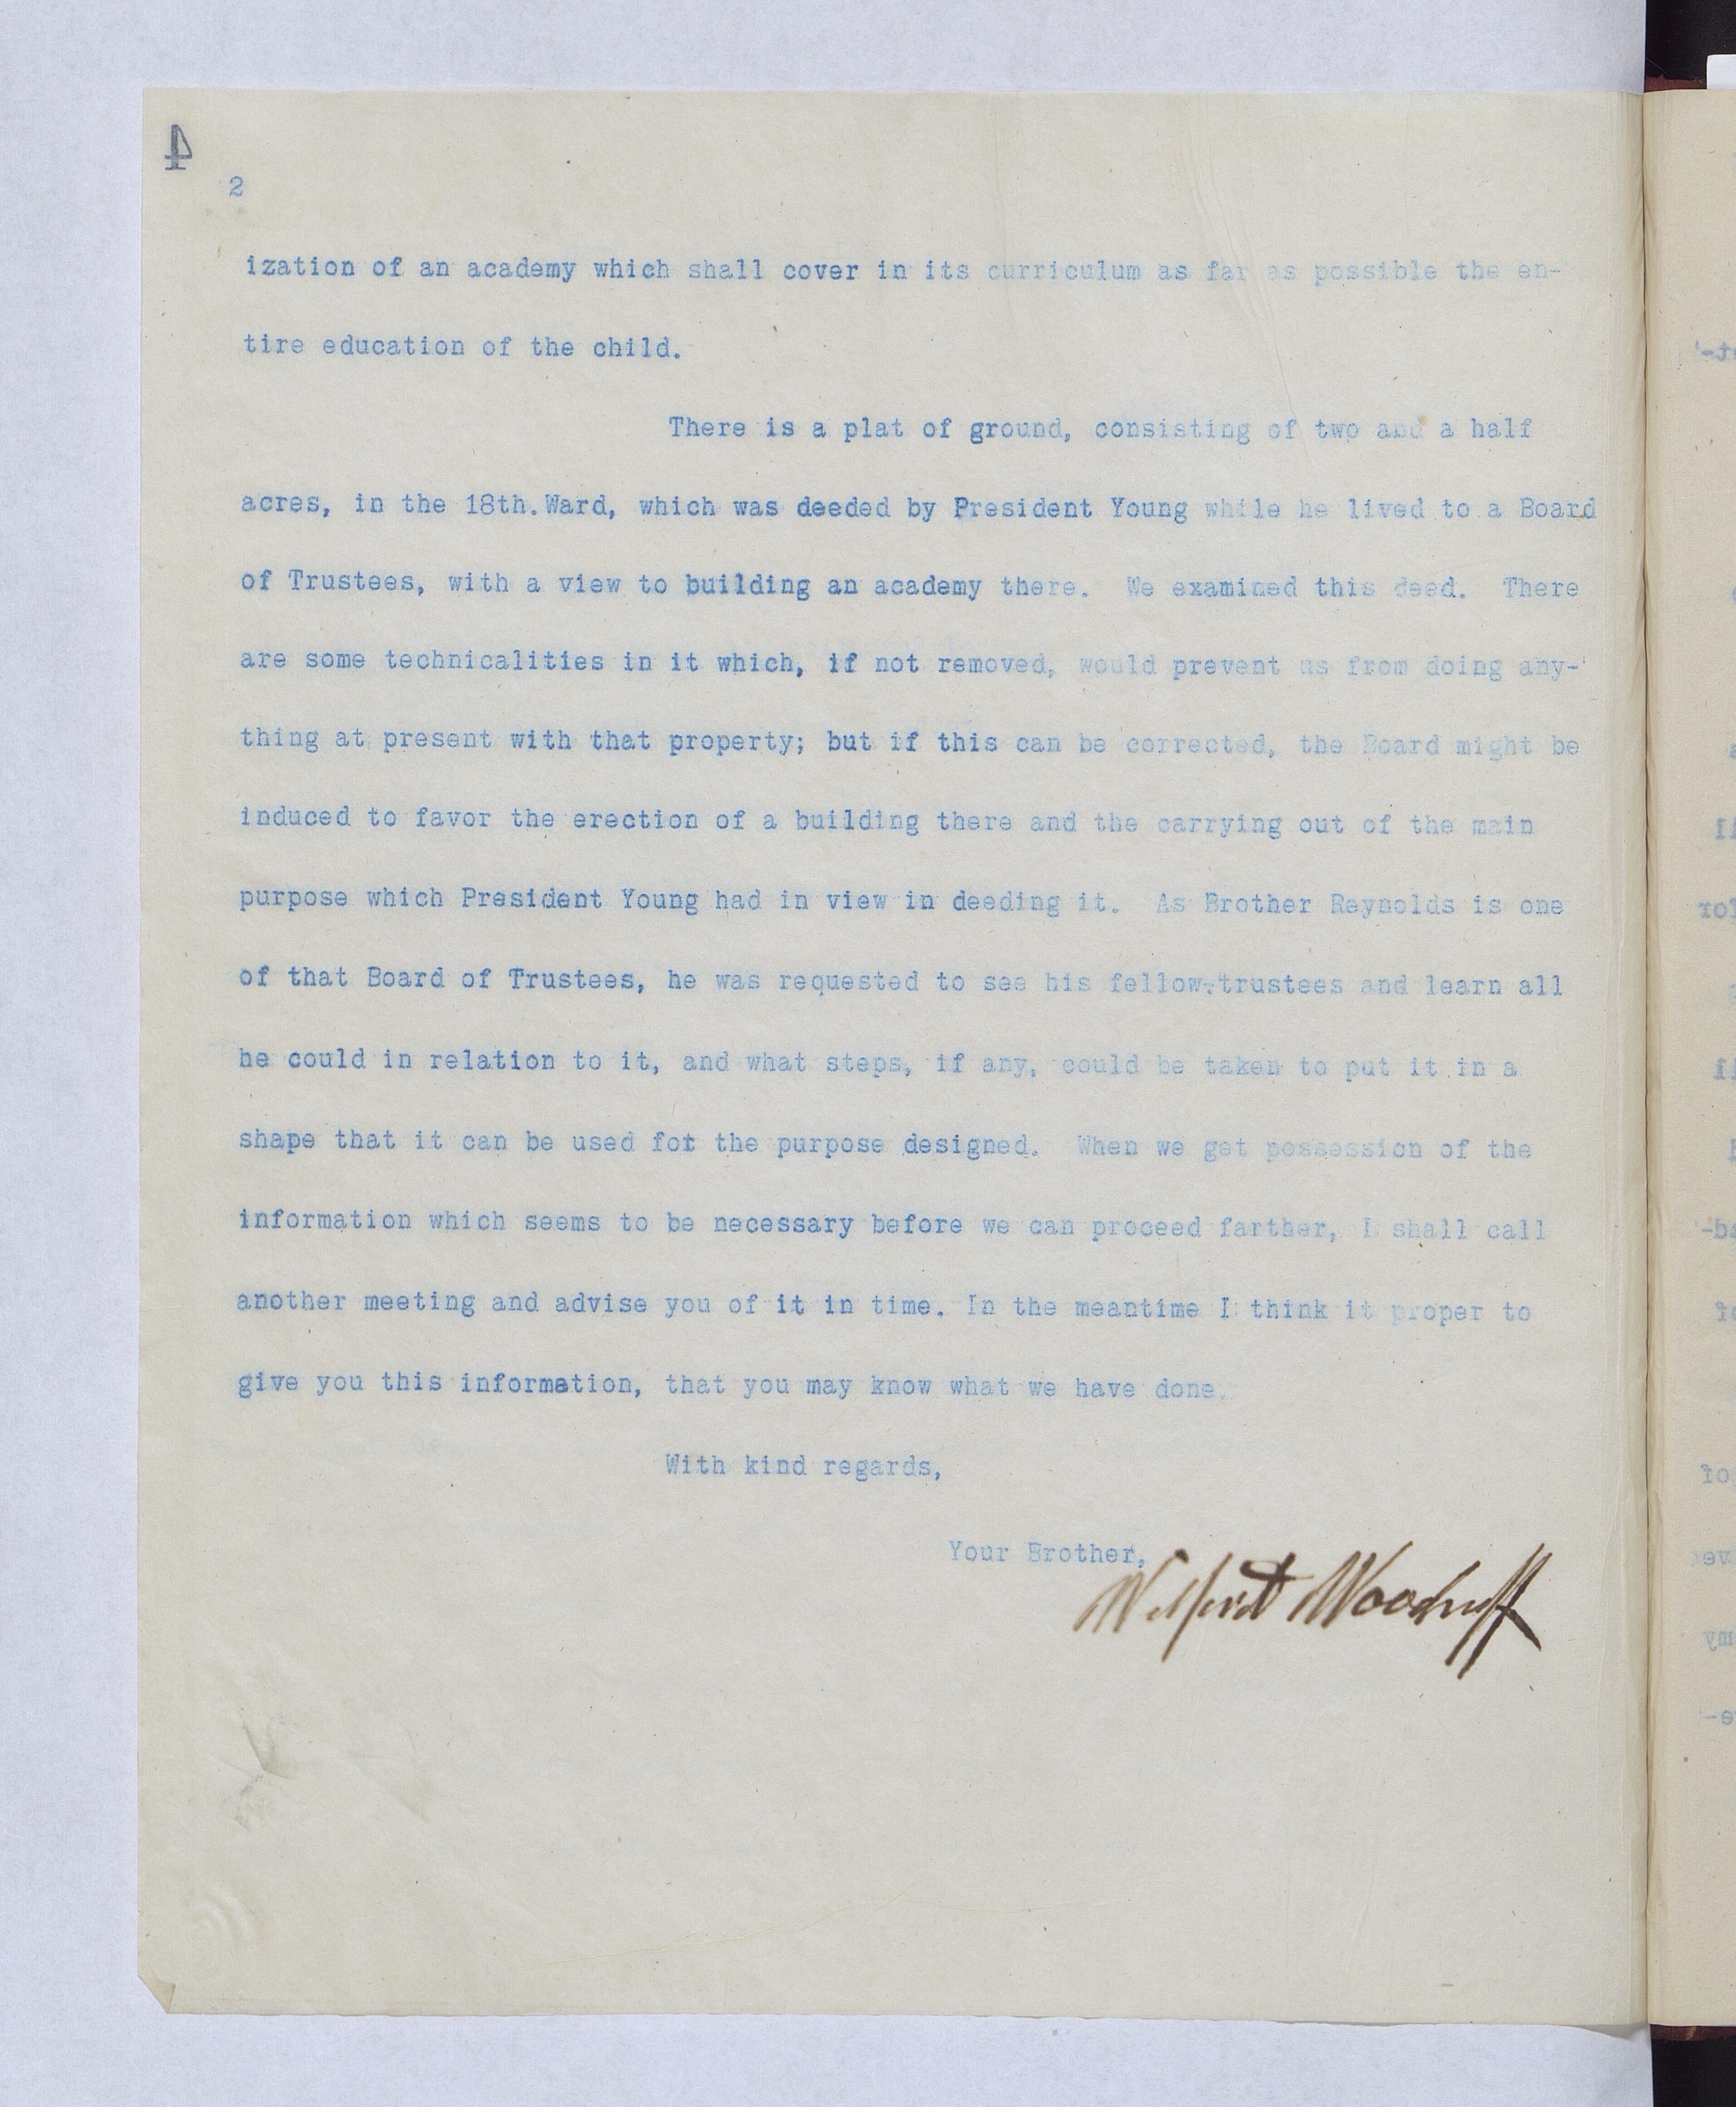 4
2
ization of an academy which shall cover in its curriculum as far as possible the en-
tire education of the child.
There is a plat of ground, consisting of two and a half
acres, in the 18th.Ward, which was deeded by President Young while he lived to a Board
of Trustees, with a view to building an academy there. We examined this deed. There
are some technicalities in it which, if not removed, would prevent us from doing any-'
thing at present with that property; but if this can be corrected, the Board might be
induced to favor the erection of a building there and the carrying out of the main
purpose which President Young had in view in deeding it. As Brother Reynolds is one
of that Board of Trustees, he was requested to see his fellow-trustees and learn all
he could in relation to it, and what steps, if any, could be taken to put it in a
shape that it can be used for the purpose designed. When we get possession of the
information which seems to be necessary before we can proceed farther, I shall call
another meeting and advise you of it in time. In the meantime I think it proper to
give you this information, that you may know what we have done.
With kind regards,
Your Brother,
Wilford Woodruff